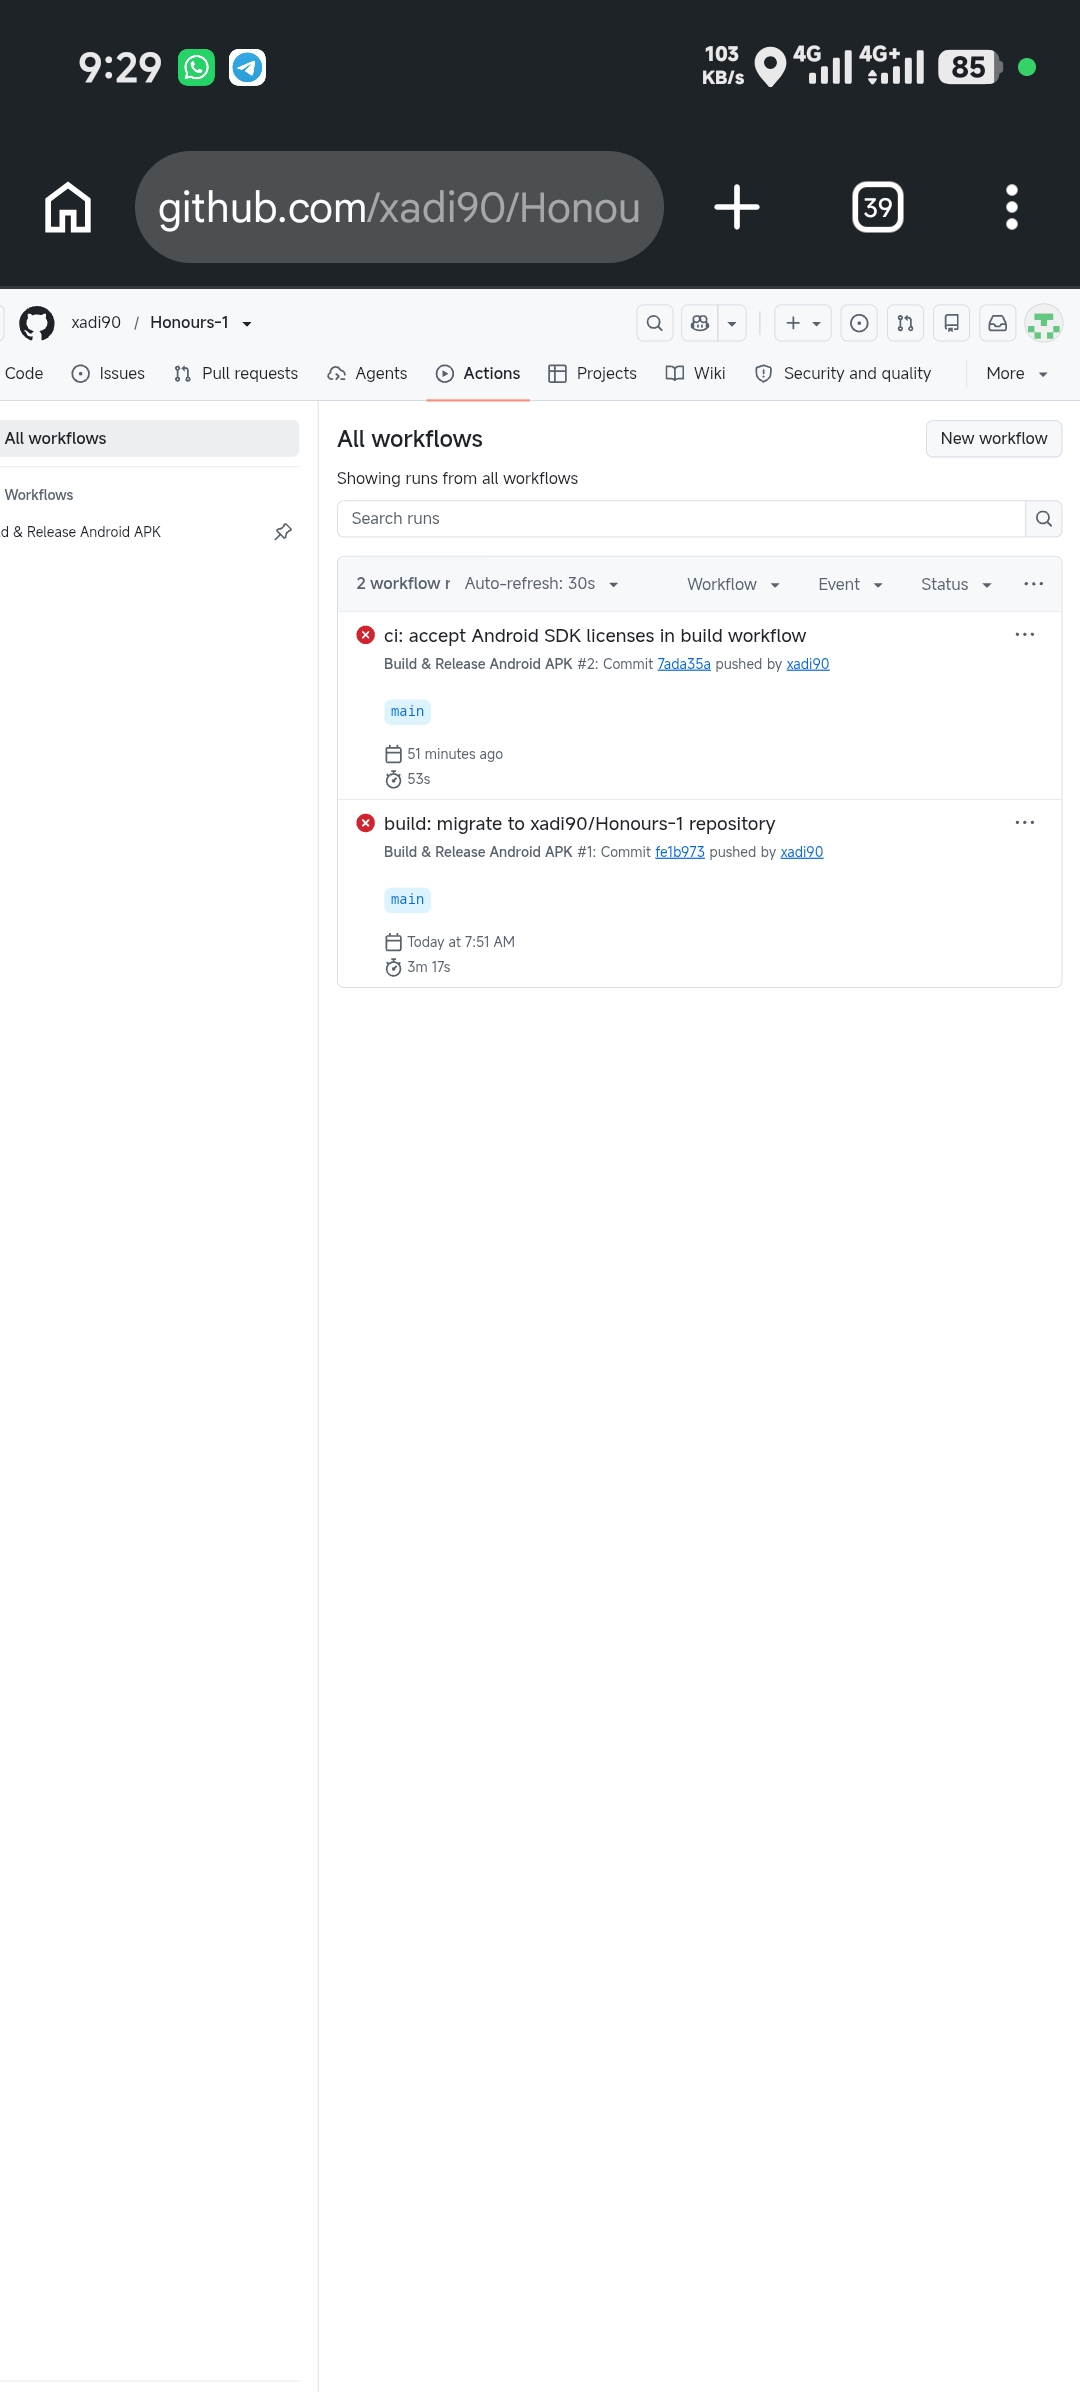 9:29
103 KB/s 4G 4G+ 85
github.com/xadi90/Honou
39
xadi90 / Honours-1
Code Issues Pull requests Agents Actions Projects Wiki Security and quality More
All workflows
Workflows
d & Release Android APK
All workflows
New workflow
Showing runs from all workflows
Search runs
2 workflow r Auto-refresh: 30s Workflow Event Status
ci: accept Android SDK licenses in build workflow
Build & Release Android APK #2: Commit 7ada35a pushed by xadi90
main
51 minutes ago
53s
build: migrate to xadi90/Honours-1 repository
Build & Release Android APK #1: Commit fe1b973 pushed by xadi90
main
Today at 7:51 AM
3m 17s